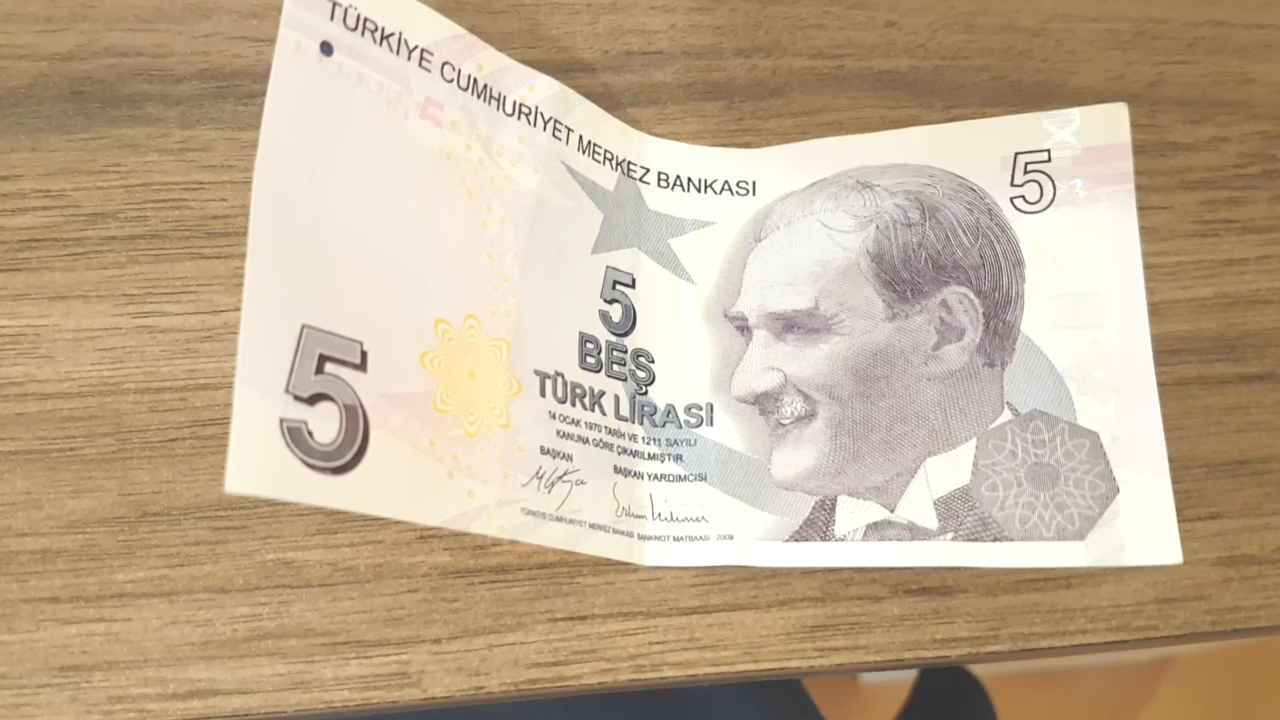 TÜRKİYE CUMHURİYET MERKEZ BANKASI
5
5
5
BEŞ
TÜRK LİRASI
14 OCAK 1970 TARİH VE 1211 SAYILI
KANUNA GÖRE ÇIKARILMIŞTIR.
BAŞKAN
BAŞKAN YARDIMCISI
5
TÜRKİYE CUMHURİYET MERKEZ BANKASI BANKNOT MATBAASI 2009